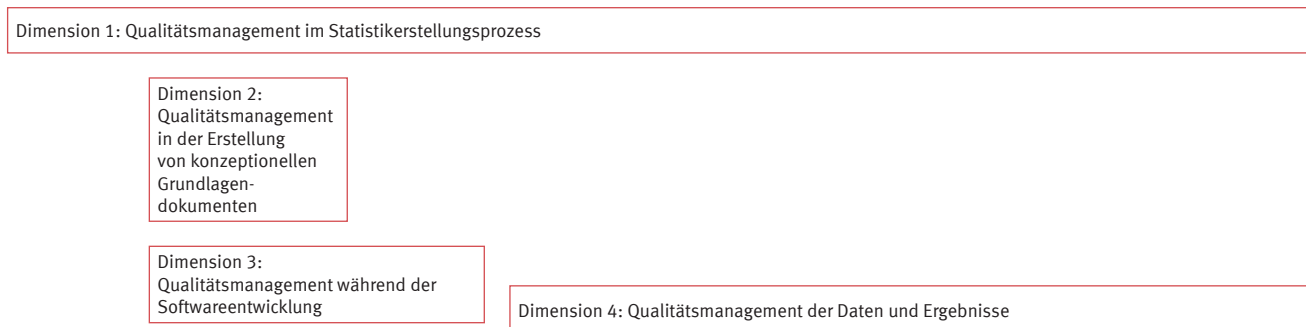 Dimension 1: Qualitätsmanagement im Statistikerstellungsprozess
Dimension 2:
Qualitätsmanagement
in der Erstellung
von konzeptionellen
Grundlagen-
dokumenten
Dimension 3:
Qualitätsmanagement während der
Softwareentwicklung
Dimension 4: Qualitätsmanagement der Daten und Ergebnisse